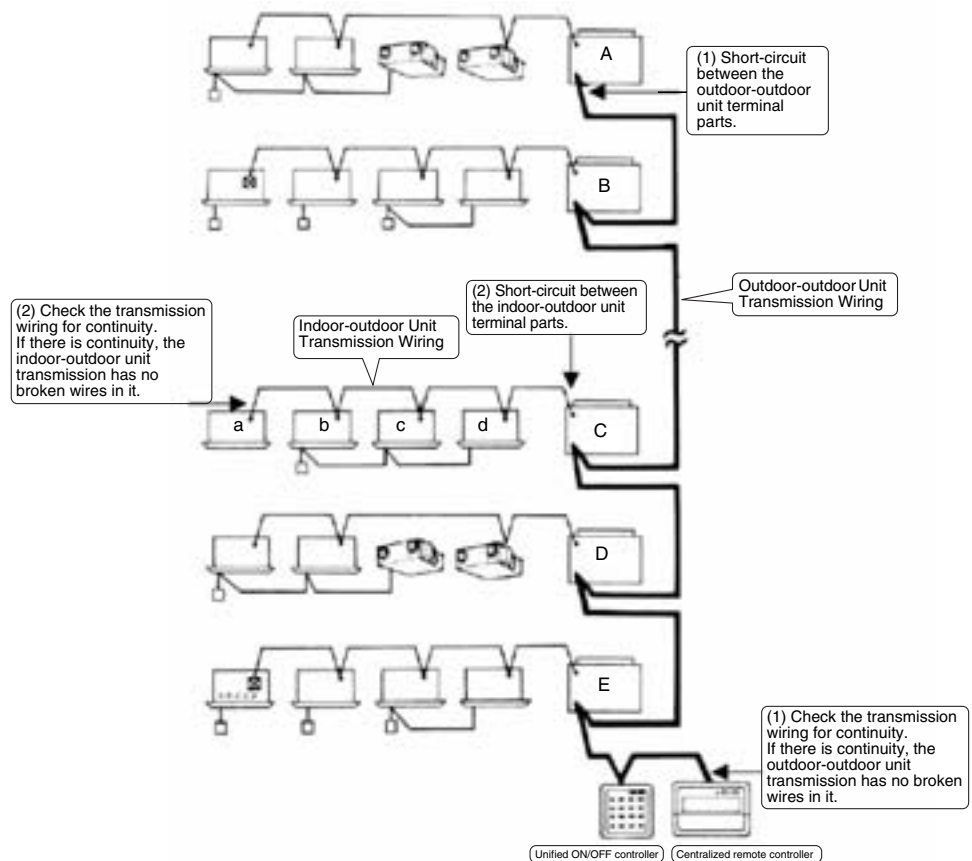 A
(1) Short-circuit
between the
outdoor-outdoor
unit terminal
parts.
B
(2) Check the transmission
wiring for continuity.
If there is continuity, the
indoor-outdoor unit
transmission has no
broken wires in it.
Indoor-outdoor Unit
Transmission Wiring
(2) Short-circuit between
the indoor-outdoor unit
terminal parts.
Outdoor-outdoor Unit
Transmission Wiring
a
b
c
d
C
D
E
(1) Check the transmission
wiring for continuity.
If there is continuity, the
outdoor-outdoor unit
transmission has no broken
wires in it.
Unified ON/OFF controller
Centralized remote controller